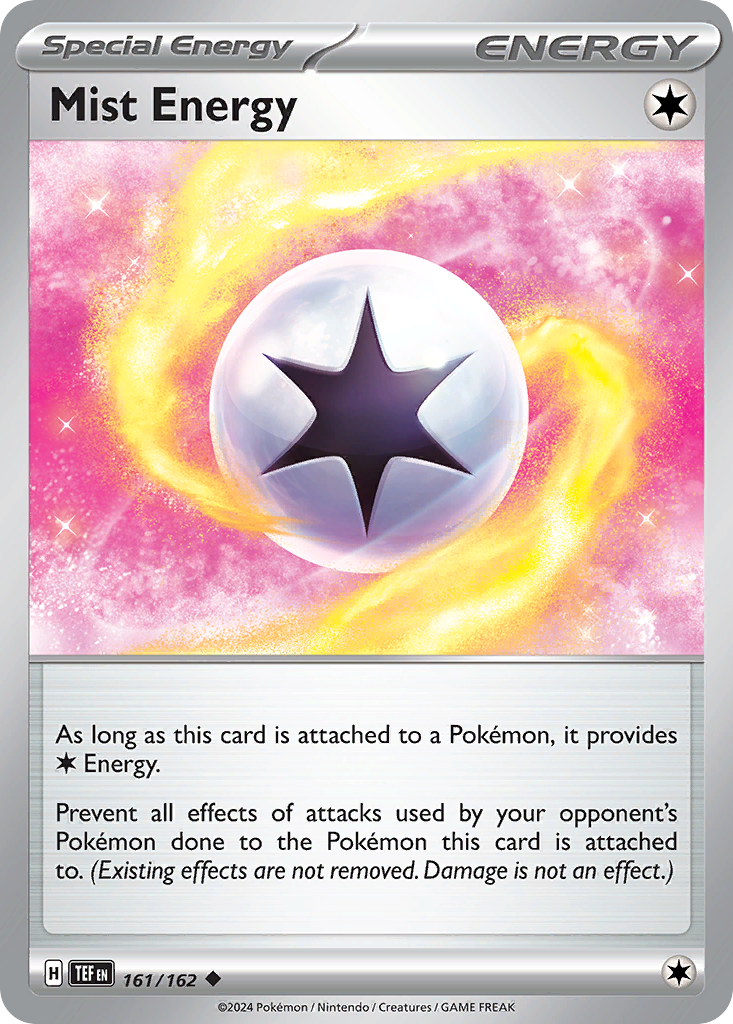 Special Energy ENERGY
Mist Energy
As long as this card is attached to a Pokémon, it provides
Energy.
Prevent all effects of attacks used by your opponent's
Pokémon done to the Pokémon this card is attached
to. (Existing effects are not removed. Damage is not an effect.)
H TEF EN 161/162
©2024 Pokémon / Nintendo / Creatures / GAME FREAK